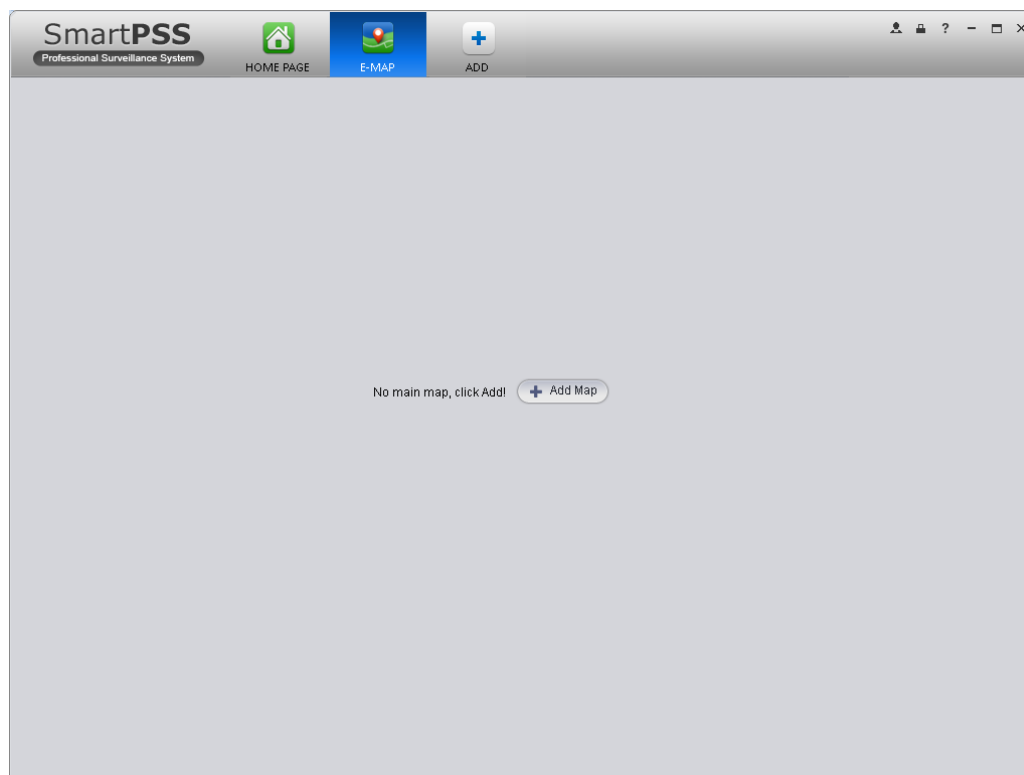 SmartPSS
Professional Surveillance System
HOME PAGE
E-MAP
ADD
?
No main map, click Add!
Add Map